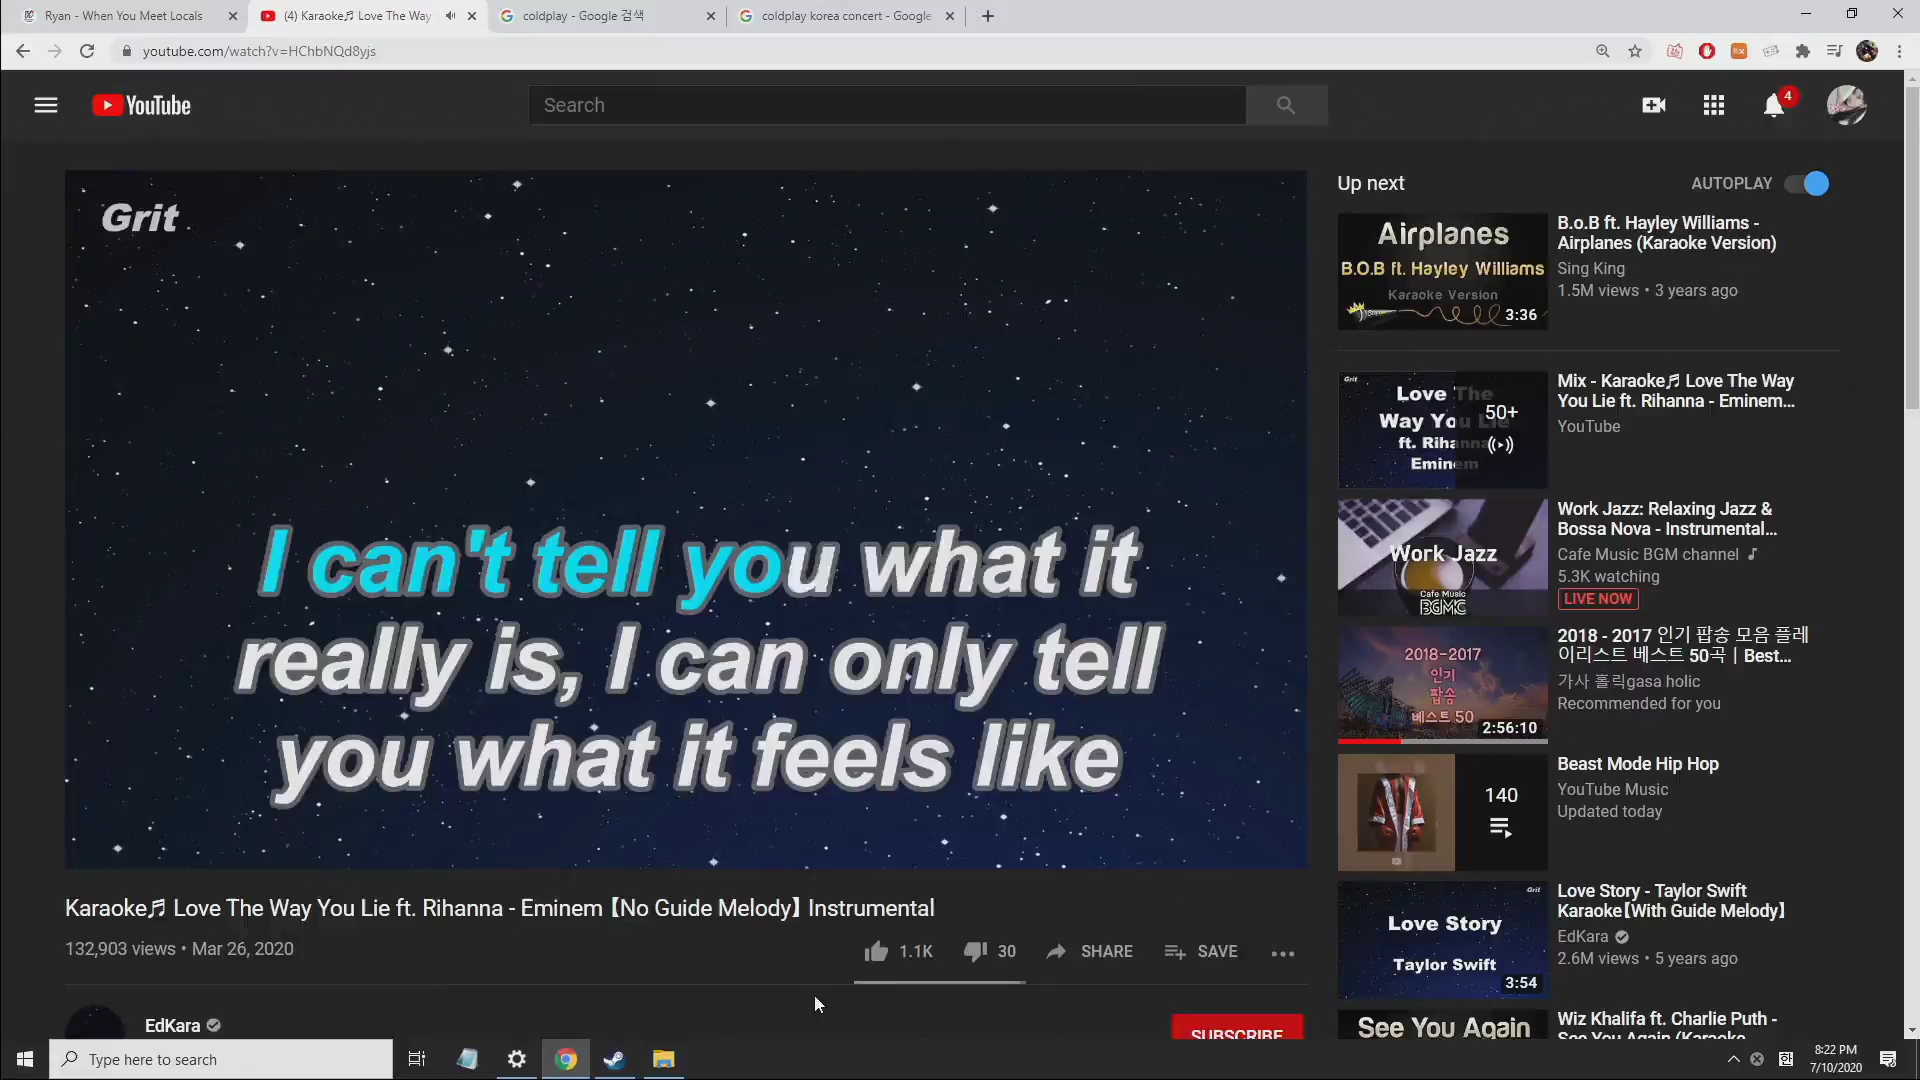 Ryan - When You Meet Locals
(4) Karaoke♬ Love The Way
coldplay - Google 검색
coldplay korea concert - Google
youtube.com/watch?v=HChbNQd8yjs
YouTube
Search
4
Grit
I can't tell you what it
really is, I can only tell
you what it feels like
Karaoke♬ Love The Way You Lie ft. Rihanna - Eminem【No Guide Melody】Instrumental
132,903 views • Mar 26, 2020
1.1K
30
SHARE
SAVE
EdKara
SUBSCRIBE
Up next
AUTOPLAY
Airplanes
B.O.B ft. Hayley Williams
Karaoke Version
3:36
B.o.B ft. Hayley Williams -
Airplanes (Karaoke Version)
Sing King
1.5M views • 3 years ago
Grit
Love The
Way You Lie
ft. Rihanna
Eminem
50+
Mix - Karaoke♬ Love The Way
You Lie ft. Rihanna - Eminem...
YouTube
Work Jazz
Cafe Music
BGMC
Work Jazz: Relaxing Jazz &
Bossa Nova - Instrumental...
Cafe Music BGM channel
5.3K watching
LIVE NOW
2018-2017
인기
팝송
베스트 50
2:56:10
2018 - 2017 인기 팝송 모음 플레
이리스트 베스트 50곡 | Best...
가사 홀릭gasa holic
Recommended for you
140
Beast Mode Hip Hop
YouTube Music
Updated today
Grit
Love Story
Taylor Swift
3:54
Love Story - Taylor Swift
Karaoke【With Guide Melody】
EdKara
2.6M views • 5 years ago
See You Again
Wiz Khalifa ft. Charlie Puth -
See You Again (Karaoke
Type here to search
한
8:22 PM
7/10/2020